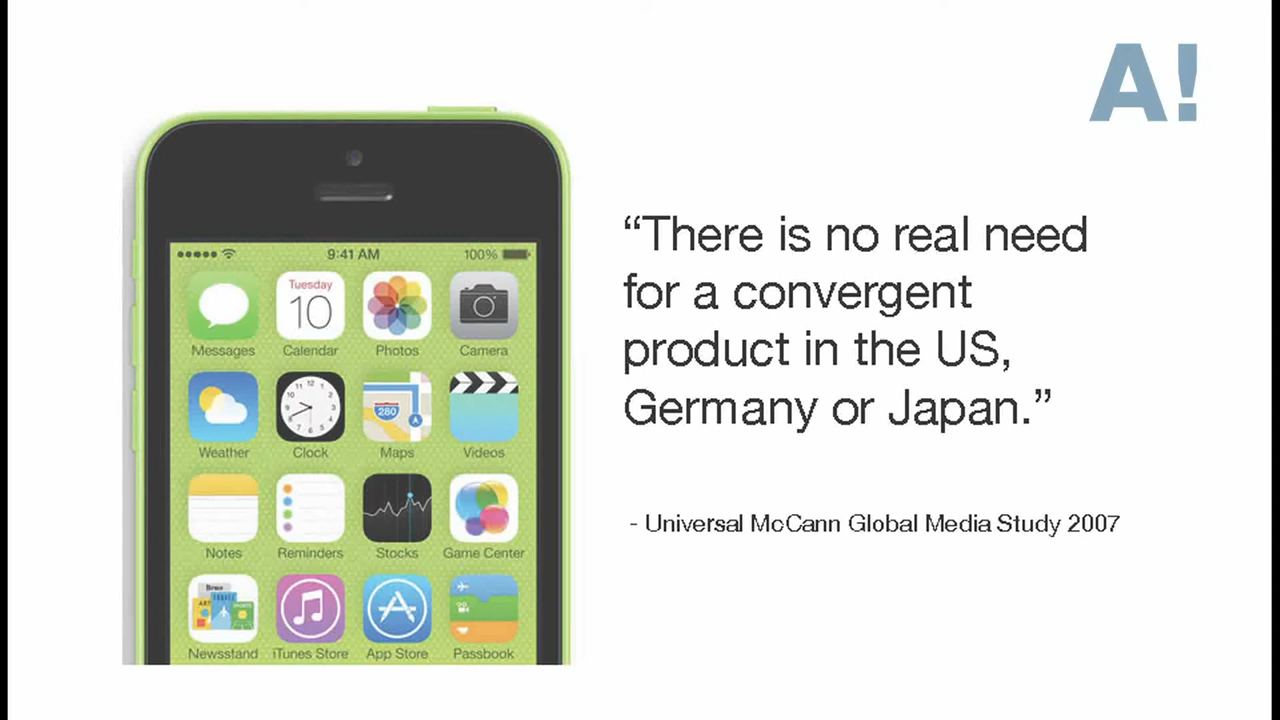 A!
9:41 AM 100%
Tuesday
10
280
Messages Calendar Photos Camera
Weather Clock Maps Videos
Notes Reminders Stocks Game Center
Newsstand iTunes Store App Store Passbook
“There is no real need
for a convergent
product in the US,
Germany or Japan.”
- Universal McCann Global Media Study 2007